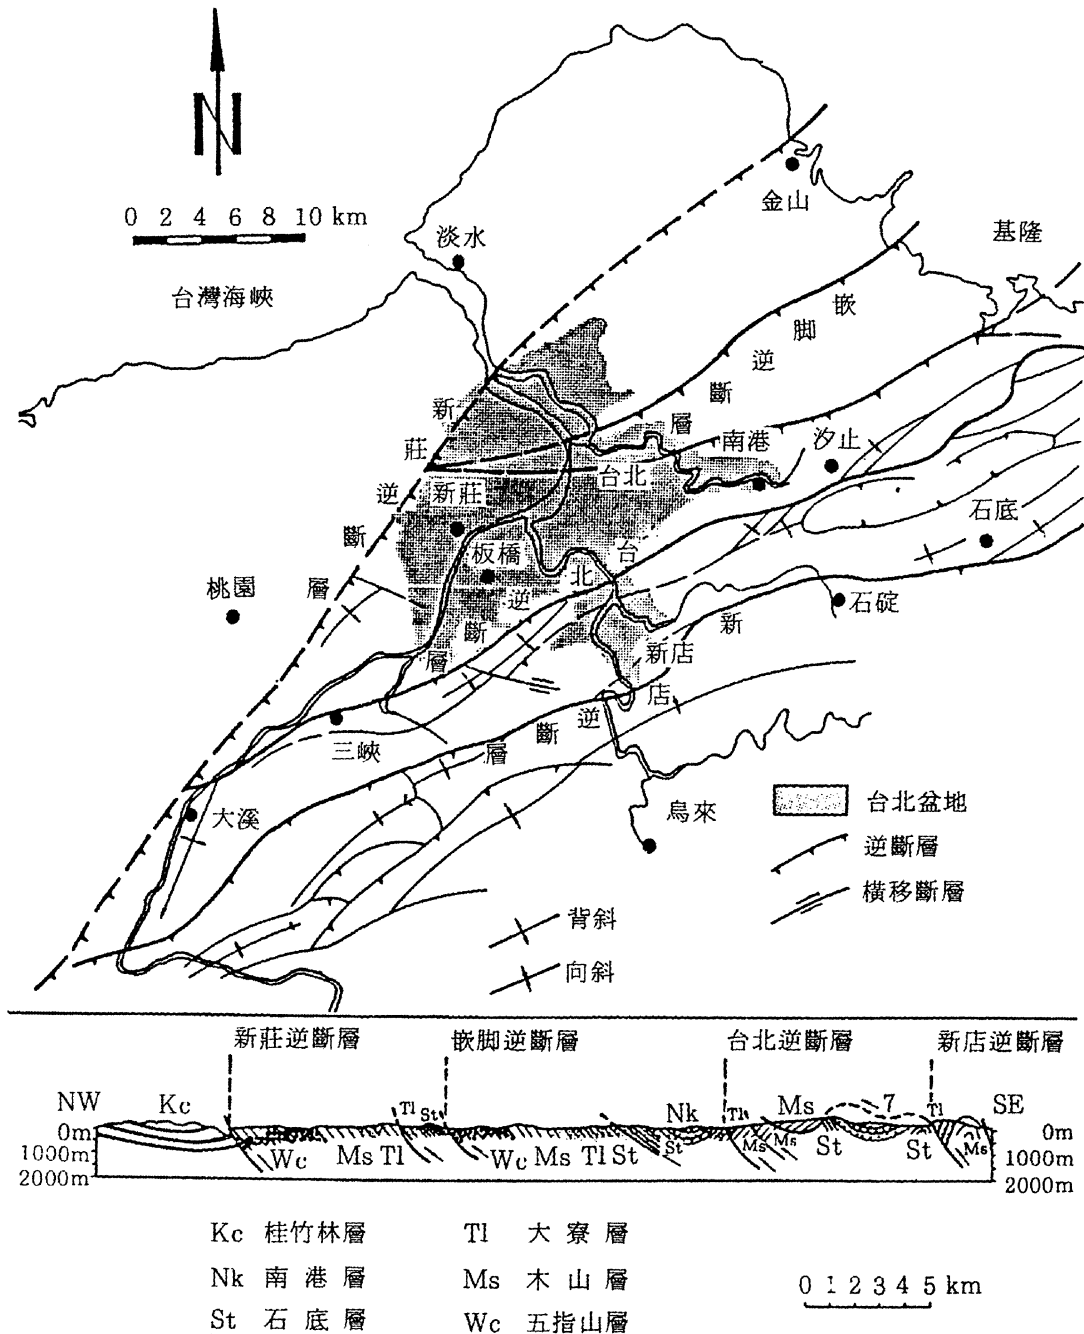 N
0 2 4 6 8 10 km
金山
基隆
淡水
台灣海峽
嵌脚逆斷層
新莊逆斷層
南港
汐止
台北
新莊
石底
板橋
台北逆斷層
桃園
石碇
新店
新店逆斷層
三峽
大溪
烏來
台北盆地
逆斷層
橫移斷層
背斜
向斜
新莊逆斷層 嵌脚逆斷層 台北逆斷層 新店逆斷層
NW Kc Tl St Nk Tl Ms 7 Tl SE
0m 0m
1000m Wc Ms Tl Wc Ms Tl St St Ms Ms St St Ms 1000m
2000m 2000m
Kc 桂竹林層 Tl 大寮層
Nk 南港層 Ms 木山層
St 石底層 Wc 五指山層
0 1 2 3 4 5 km